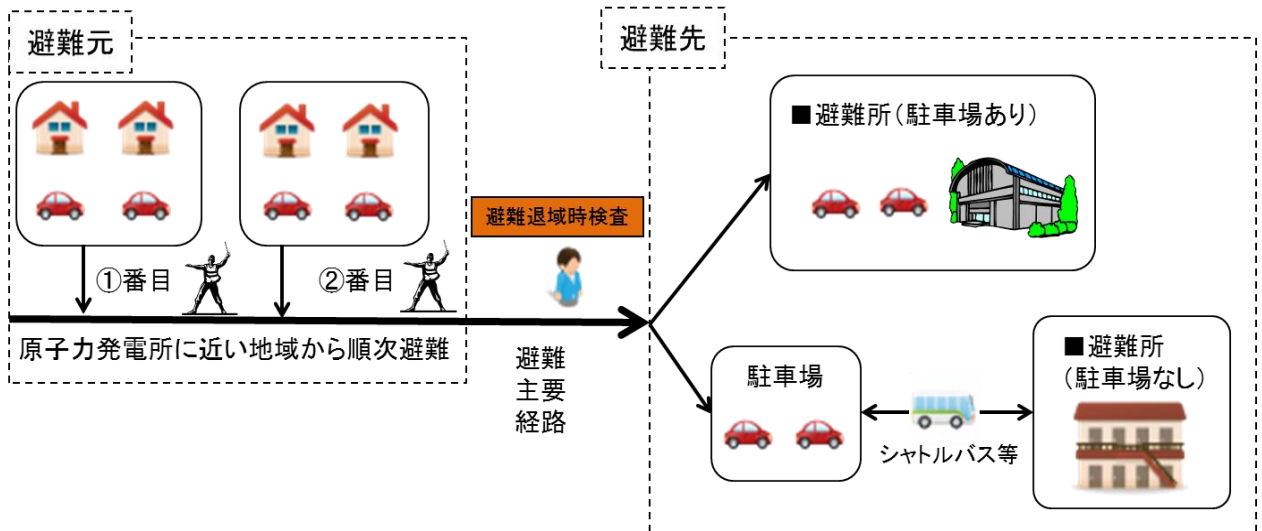 避難元
①番目
②番目
原子力発電所に近い地域から順次避難
避難退域時検査
避難
主要
経路
避難先
■避難所(駐車場あり)
駐車場
シャトルバス等
■避難所
(駐車場なし)